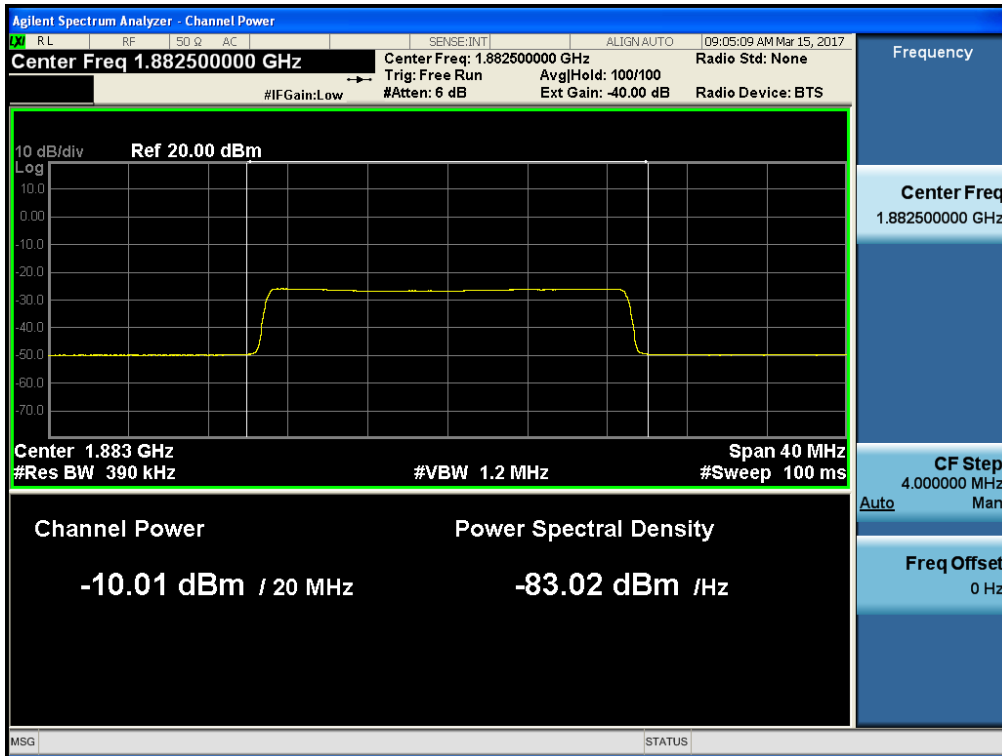 Agilent Spectrum Analyzer - Channel Power
LXI RL RF 50 Ω AC SENSE:INT ALIGN AUTO 09:05:09 AM Mar 15, 2017
Center Freq 1.882500000 GHz
Center Freq: 1.882500000 GHz Radio Std: None
Trig: Free Run Avg|Hold: 100/100
#IFGain:Low #Atten: 6 dB Ext Gain: -40.00 dB Radio Device: BTS
10 dB/div Ref 20.00 dBm
Log
10.0
0.00
-10.0
-20.0
-30.0
-40.0
-50.0
-60.0
-70.0
Center 1.883 GHz Span 40 MHz
#Res BW 390 kHz #VBW 1.2 MHz #Sweep 100 ms
Channel Power Power Spectral Density
-10.01 dBm / 20 MHz -83.02 dBm /Hz
MSG STATUS
Frequency
Center Freq
1.882500000 GHz
CF Step
4.000000 MHz
Auto Man
Freq Offset
0 Hz